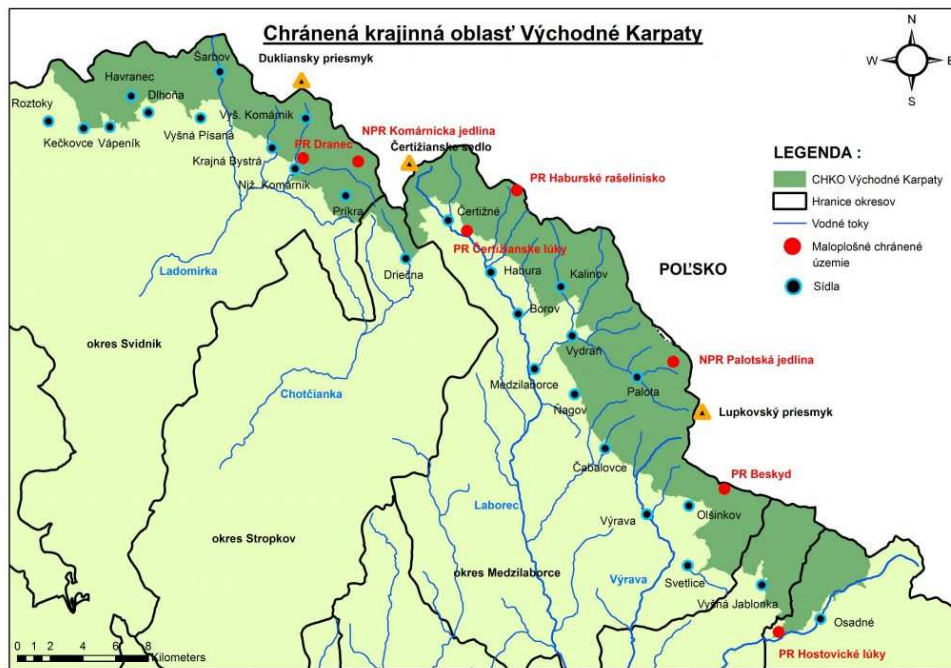 Chránená krajinná oblasť Východné Karpaty
N
W
E
S
Šarbov
Dukliansky priesmyk
Havranec
Dlhoňa
Roztoky
Kečkovce
Vápeník
Vyšná Písaná
Vyš. Komárnik
NPR Komárnicka jedlina
Čertižianske sedlo
PR Dranec
Krajná Bystrá
Niž. Komárnik
Príkra
PR Haburské rašelinisko
Čertižné
PR Čertižianske lúky
Driečna
Habura
Kalinov
POĽSKO
Ladomirka
Borov
Vydraň
okres Svidník
NPR Palotská jedlina
Medzilaborce
Palota
Chotčianka
Ňagov
Lupkovský priesmyk
Čabalovce
PR Beskyd
Laborec
Olšinkov
Výrava
okres Stropkov
okres Medzilaborce
Výrava
Svetlice
Vyšná Jablonka
Osadné
PR Hostovické lúky
LEGENDA :
CHKO Východné Karpaty
Hranice okresov
Vodné toky
Maloplošné chránené
územie
Sídla
0 1 2 4 6 8
Kilometers